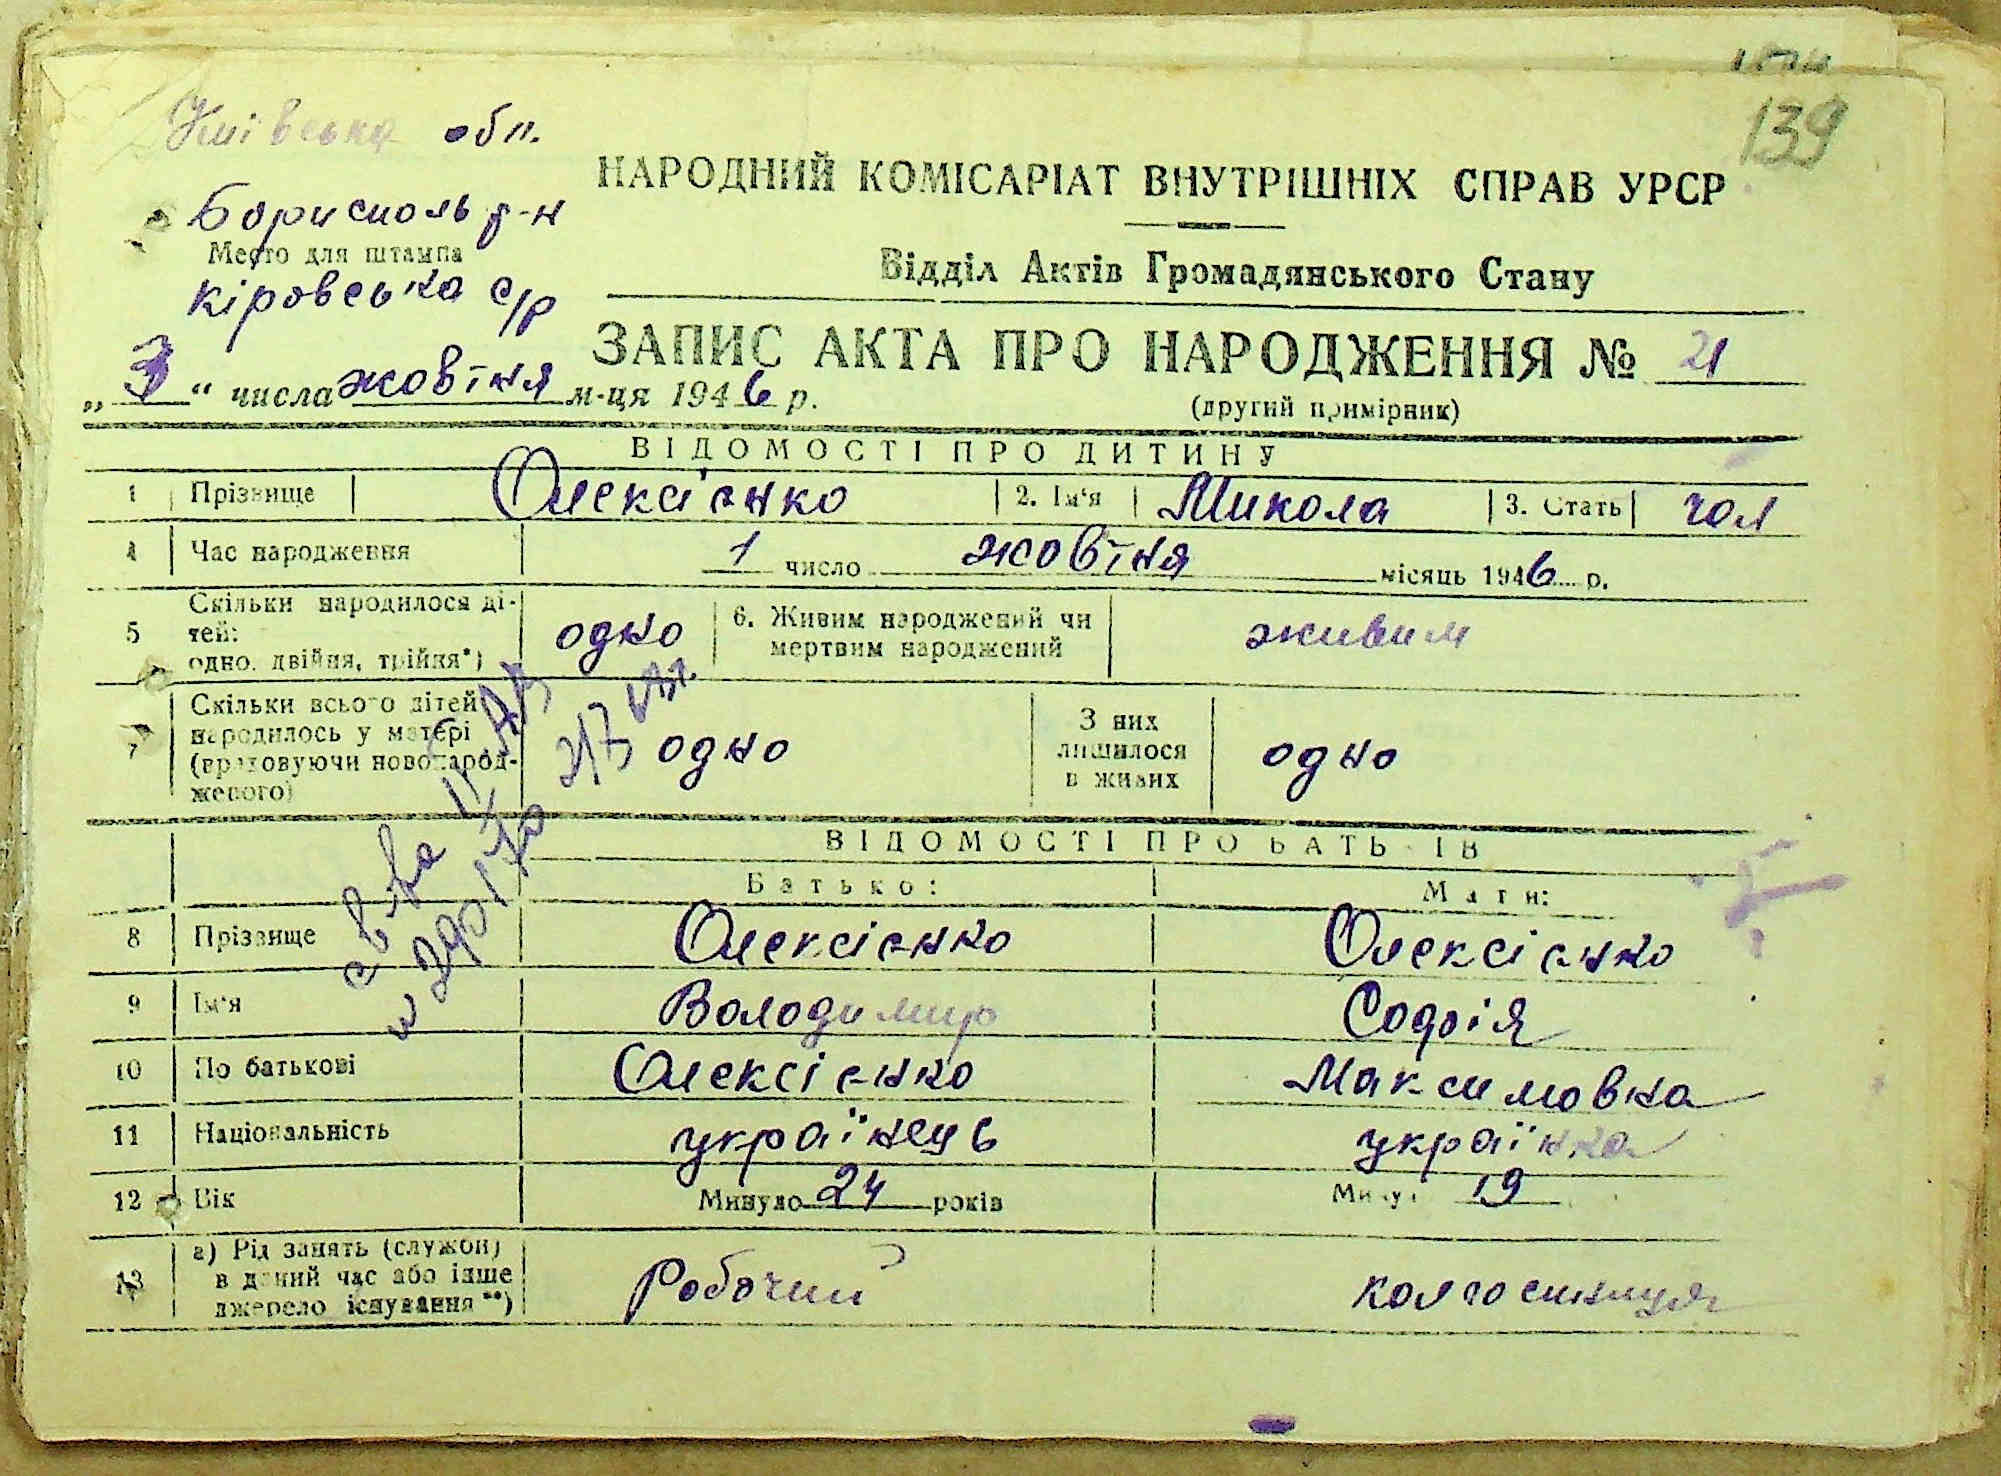 139
Київська обл.
Бориспольь р-н
Место для штампа
кіровська с/р
НАРОДНИЙ КОМІСАРІАТ ВНУТРІШНІХ СПРАВ УРСР
Відділ Актів Громадянського Стану
ЗАПИС АКТА ПРО НАРОДЖЕННЯ № 21
(другий примірник)
„3“ числа жовтня м-ця 1946 р.
ВІДОМОСТІ ПРО ДИТИНУ
1 Прізвище Олексієнко 2. Ім'я Микола 3. Стать чол
4 Час народження 1 число жовтня місяць 1946 р.
5 Скільки народилося дітей: одно, двійня, трійня*) одно 6. Живим народжений чи мертвим народжений живим
7 Скільки всього дітей народилось у матері (враховуючи новонародженого) одно З них лишилося в живих одно
ВІДОМОСТІ ПРО БАТЬКІВ
Батько: Мати:
8 Прізвище Олексієнко Олексієнко
9 Ім'я Володимир Софія
10 По батькові Олексієнко Максимовна
11 Національність українець українка
12 Вік Минуло 24 років Минуло 19
13 а) Рід занять (служби) в даний час або інше джерело існування**) Робочий колгоспниця